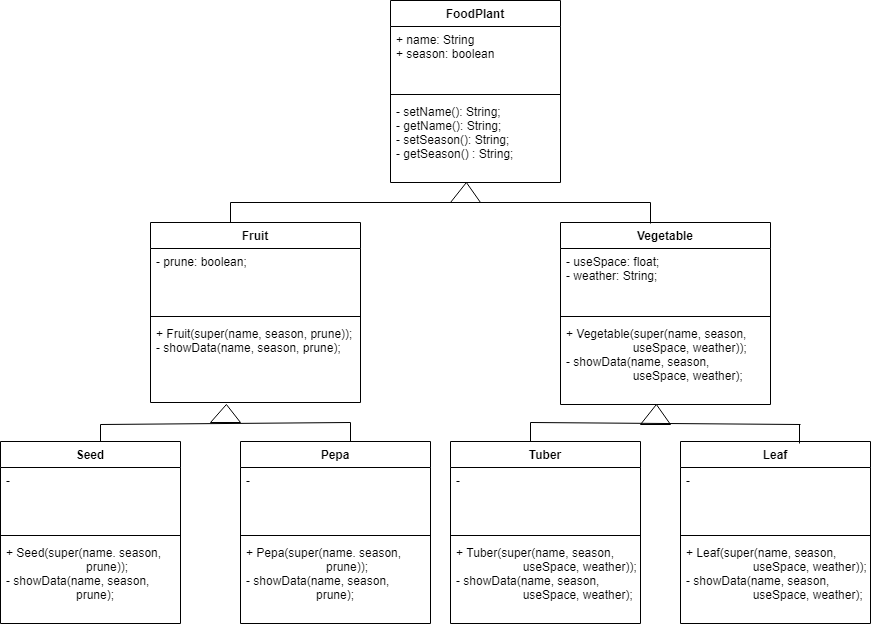 FoodPlant
+ name: String
+ season: boolean
- setName(): String;
- getName(): String;
- setSeason(): String;
- getSeason() : String;
Fruit
- prune: boolean;
+ Fruit(super(name, season, prune));
- showData(name, season, prune);
Vegetable
- useSpace: float;
- weather: String;
+ Vegetable(super(name, season,
useSpace, weather));
- showData(name, season,
useSpace, weather);
Seed
-
+ Seed(super(name. season,
prune));
- showData(name, season,
prune);
Pepa
-
+ Pepa(super(name. season,
prune));
- showData(name, season,
prune);
Tuber
-
+ Tuber(super(name, season,
useSpace, weather));
- showData(name, season,
useSpace, weather);
Leaf
-
+ Leaf(super(name, season,
useSpace, weather));
- showData(name, season,
useSpace, weather);